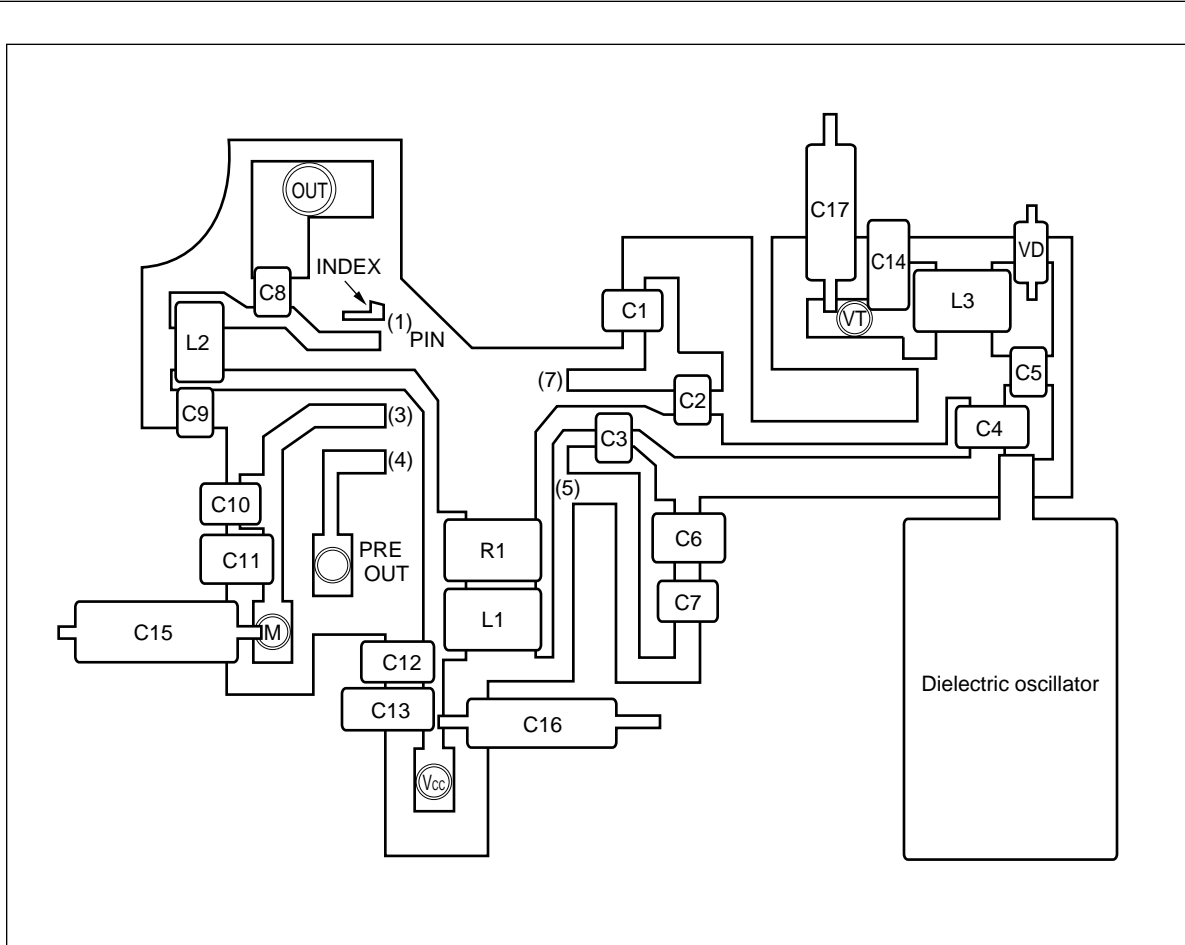 OUT
INDEX
C8
(1)
PIN
L2
C9
(3)
(4)
C10
C11
PRE
OUT
C15
M
C12
C13
Vcc
C16
R1
L1
C17
C14
VD
L3
VT
C1
(7)
C2
C5
C4
C3
(5)
C6
C7
Dielectric oscillator